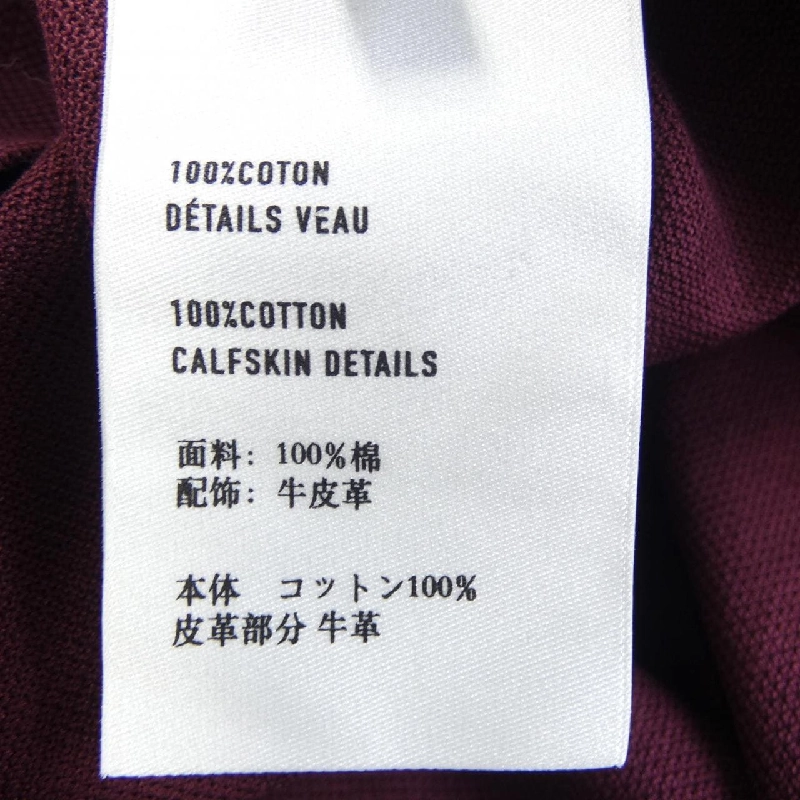 100%COTON
DÉTAILS VEAU
100%COTTON
CALFSKIN DETAILS
面料: 100%棉
配饰: 牛皮革
本体 コットン100%
皮革部分 牛革